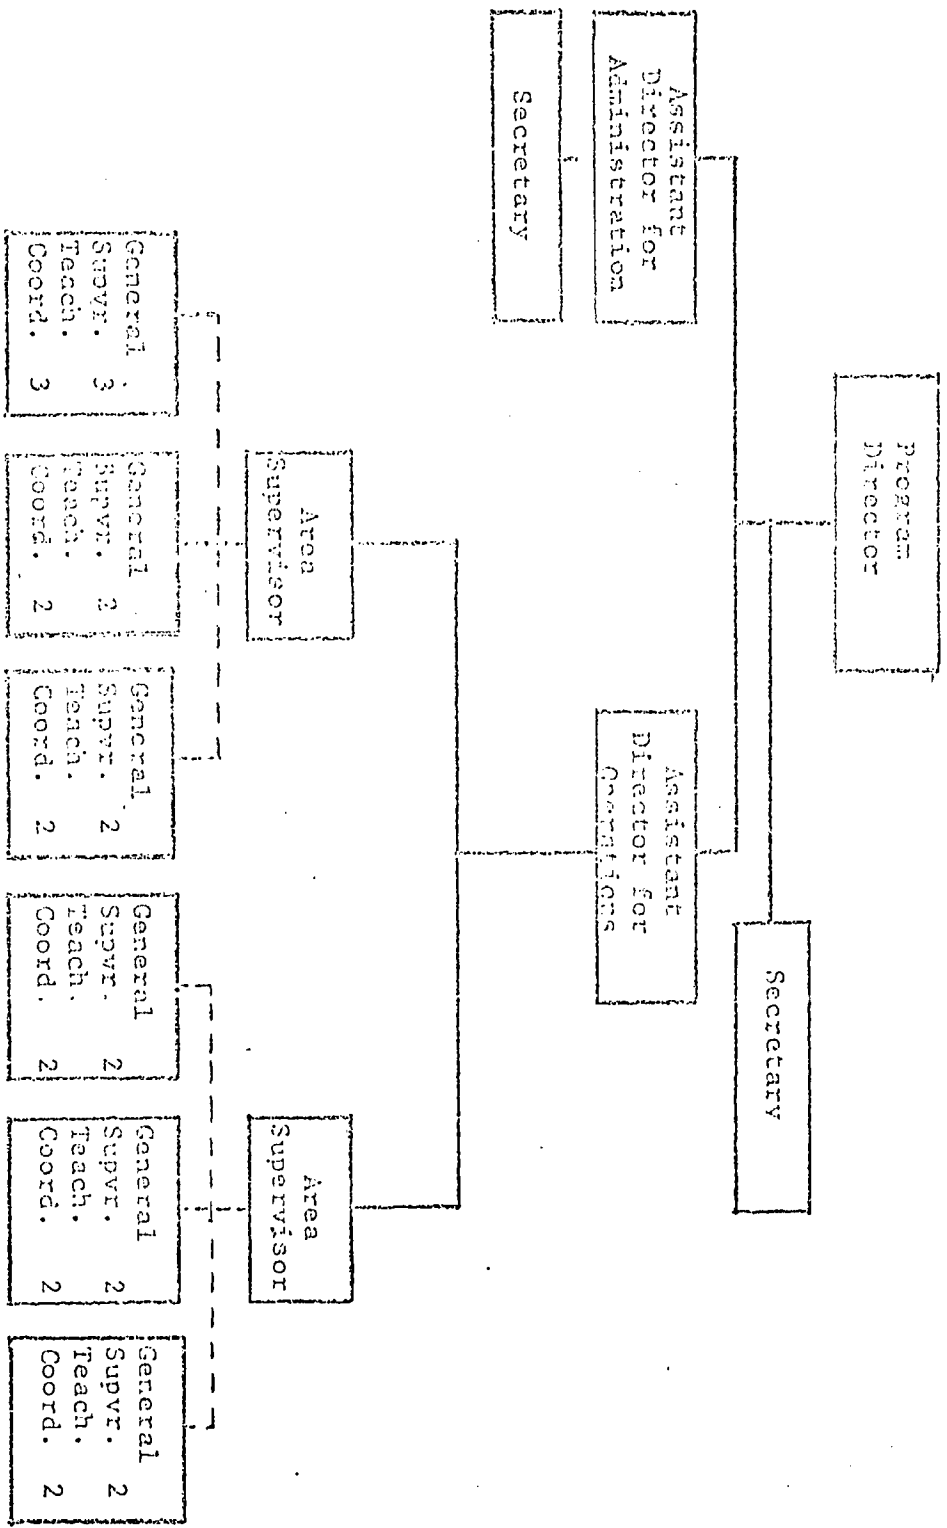 Program
Director
Secretary
Assistant
Director for
Administration
Secretary
Assistant
Director for
Operations
Area
Supervisor
Area
Supervisor
General
Supvr. 3
Teach.
Coord. 3
General
Supvr. 2
Teach.
Coord. 2
General
Supvr. 2
Teach.
Coord. 2
General
Supvr. 2
Teach.
Coord. 2
General
Supvr. 2
Teach.
Coord. 2
General
Supvr. 2
Teach.
Coord. 2